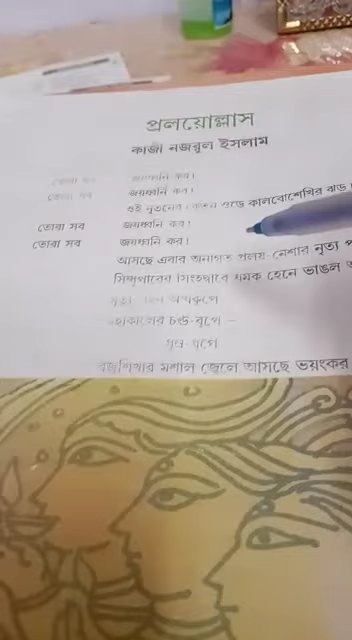 প্রলয়োল্লাস
কাজী নজরুল ইসলাম
তোরা সব জয়ধ্বনি কর!
তোরা সব জয়ধ্বনি কর!
ওই নূতনের কেতন ওড়ে কালবোশেখির ঝড়।
তোরা সব জয়ধ্বনি কর!
তোরা সব জয়ধ্বনি কর!
আসছে এবার অনাগত প্রলয়-নেশার নৃত্য
সিন্ধুপারের সিংহদ্বারে ধমক হেনে ভাঙল
মহাকালের চণ্ড-রূপে –
ধূম্র-ধূপে
বজ্রশিখার মশাল জ্বেলে আসছে ভয়ংকর